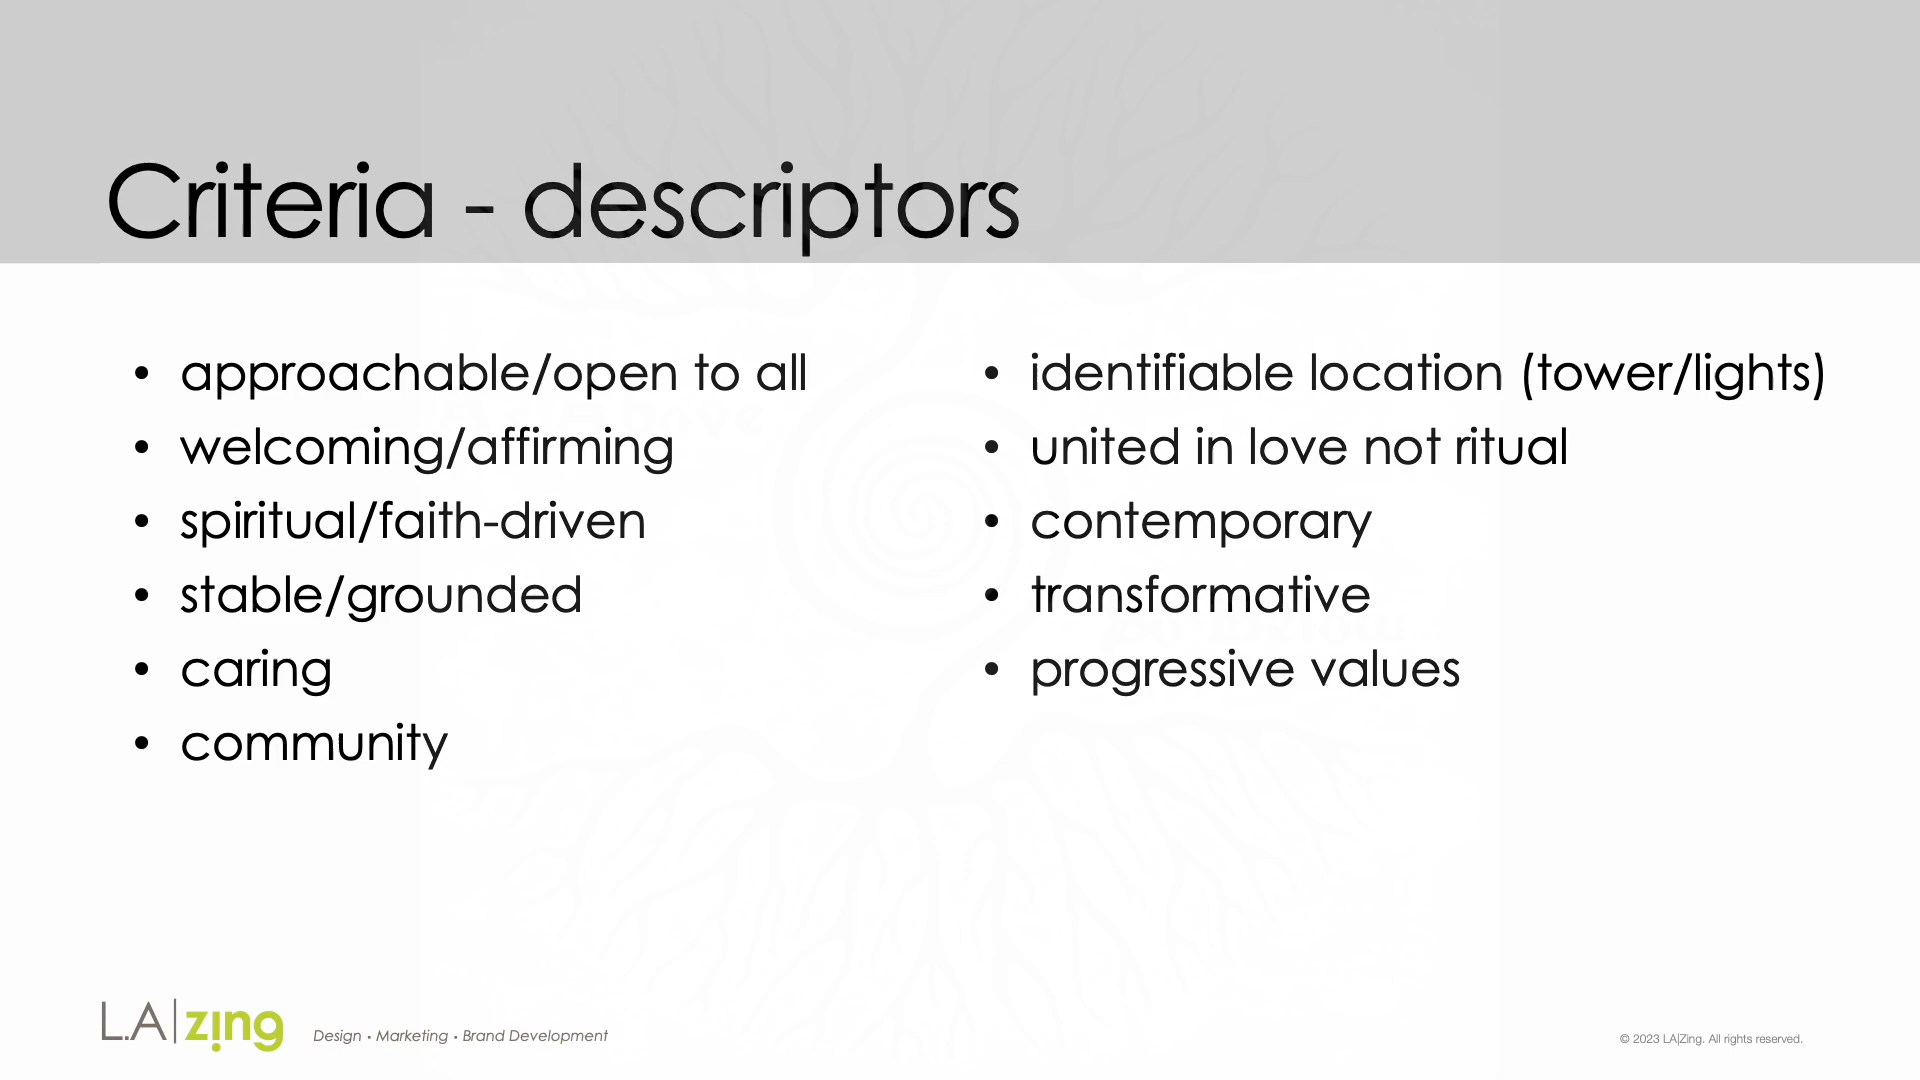 Criteria - descriptors
• approachable/open to all
• welcoming/affirming
• spiritual/faith-driven
• stable/grounded
• caring
• community
• identifiable location (tower/lights)
• united in love not ritual
• contemporary
• transformative
• progressive values
L.A|zing
Design • Marketing • Brand Development
© 2023 LA|Zing. All rights reserved.